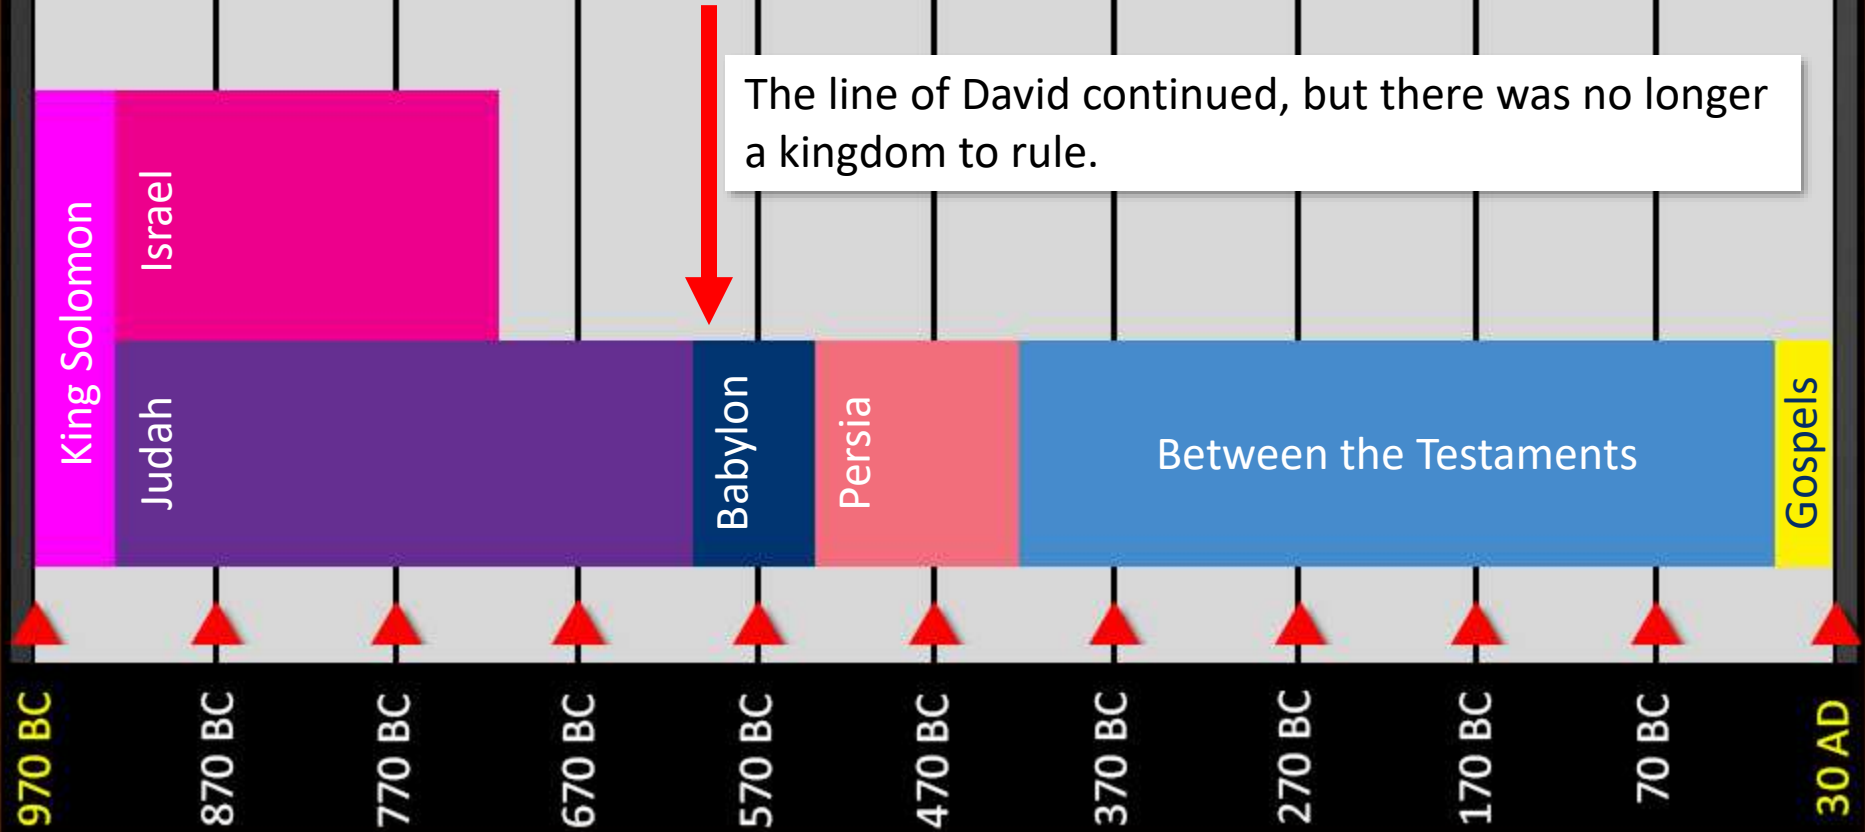 The line of David continued, but there was no longer
a kingdom to rule.
King Solomon
Israel
Judah
Babylon
Persia
Between the Testaments
Gospels
970 BC
870 BC
770 BC
670 BC
570 BC
470 BC
370 BC
270 BC
170 BC
70 BC
30 AD